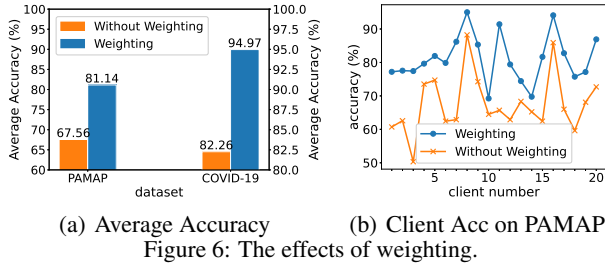 Average Accuracy (%)
100
95
90
85
80
75
70
65
60
Without Weighting
Weighting
67.56
81.14
82.26
94.97
PAMAP
COVID-19
dataset
100.0
97.5
95.0
92.5
90.0
87.5
85.0
82.5
80.0
Average Accuracy (%)
accuracy (%)
90
80
70
60
50
Weighting
Without Weighting
5
10
15
20
client number
(a) Average Accuracy
(b) Client Acc on PAMAP
Figure 6: The effects of weighting.